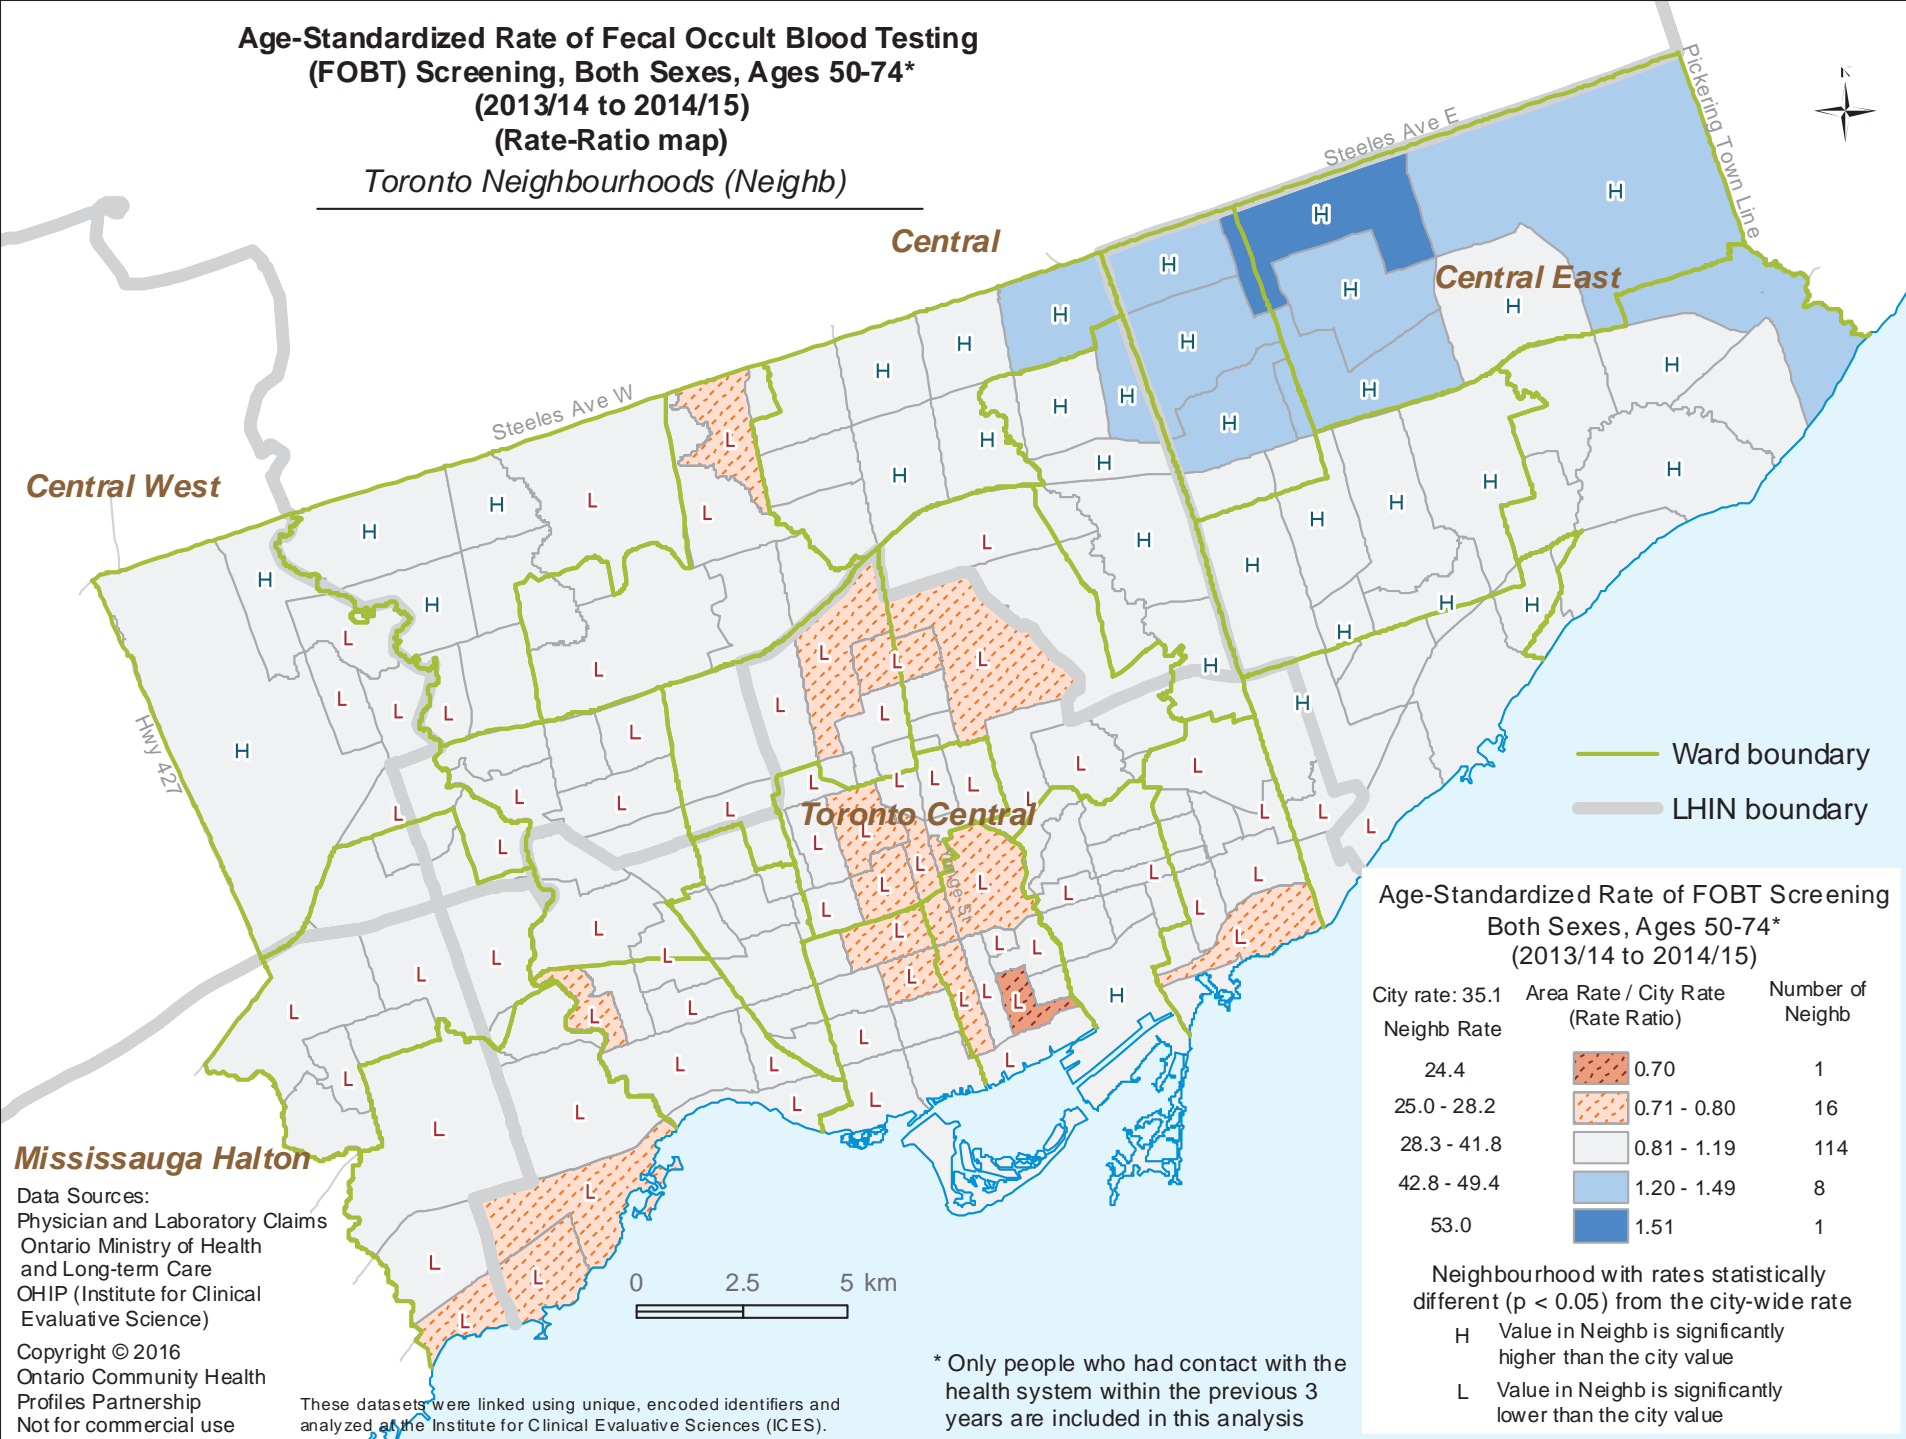 Age-Standardized Rate of Fecal Occult Blood Testing
(FOBT) Screening, Both Sexes, Ages 50-74*
(2013/14 to 2014/15)
(Rate-Ratio map)
Toronto Neighbourhoods (Neighb)
N
Pickering Town Line
Steeles Ave E
Central
Central East
Steeles Ave W
Central West
Hwy 427
Toronto Central
Yonge St
Mississauga Halton
Ward boundary
LHIN boundary
Age-Standardized Rate of FOBT Screening
Both Sexes, Ages 50-74*
(2013/14 to 2014/15)
City rate: 35.1 Area Rate / City Rate Number of
Neighb Rate (Rate Ratio) Neighb
24.4 0.70 1
25.0 - 28.2 0.71 - 0.80 16
28.3 - 41.8 0.81 - 1.19 114
42.8 - 49.4 1.20 - 1.49 8
53.0 1.51 1
Neighbourhood with rates statistically
different (p < 0.05) from the city-wide rate
H Value in Neighb is significantly
higher than the city value
L Value in Neighb is significantly
lower than the city value
Data Sources:
Physician and Laboratory Claims
Ontario Ministry of Health
and Long-term Care
OHIP (Institute for Clinical
Evaluative Science)
Copyright © 2016
Ontario Community Health
Profiles Partnership
Not for commercial use
0 2.5 5 km
These datasets were linked using unique, encoded identifiers and
analyzed at the Institute for Clinical Evaluative Sciences (ICES).
* Only people who had contact with the
health system within the previous 3
years are included in this analysis